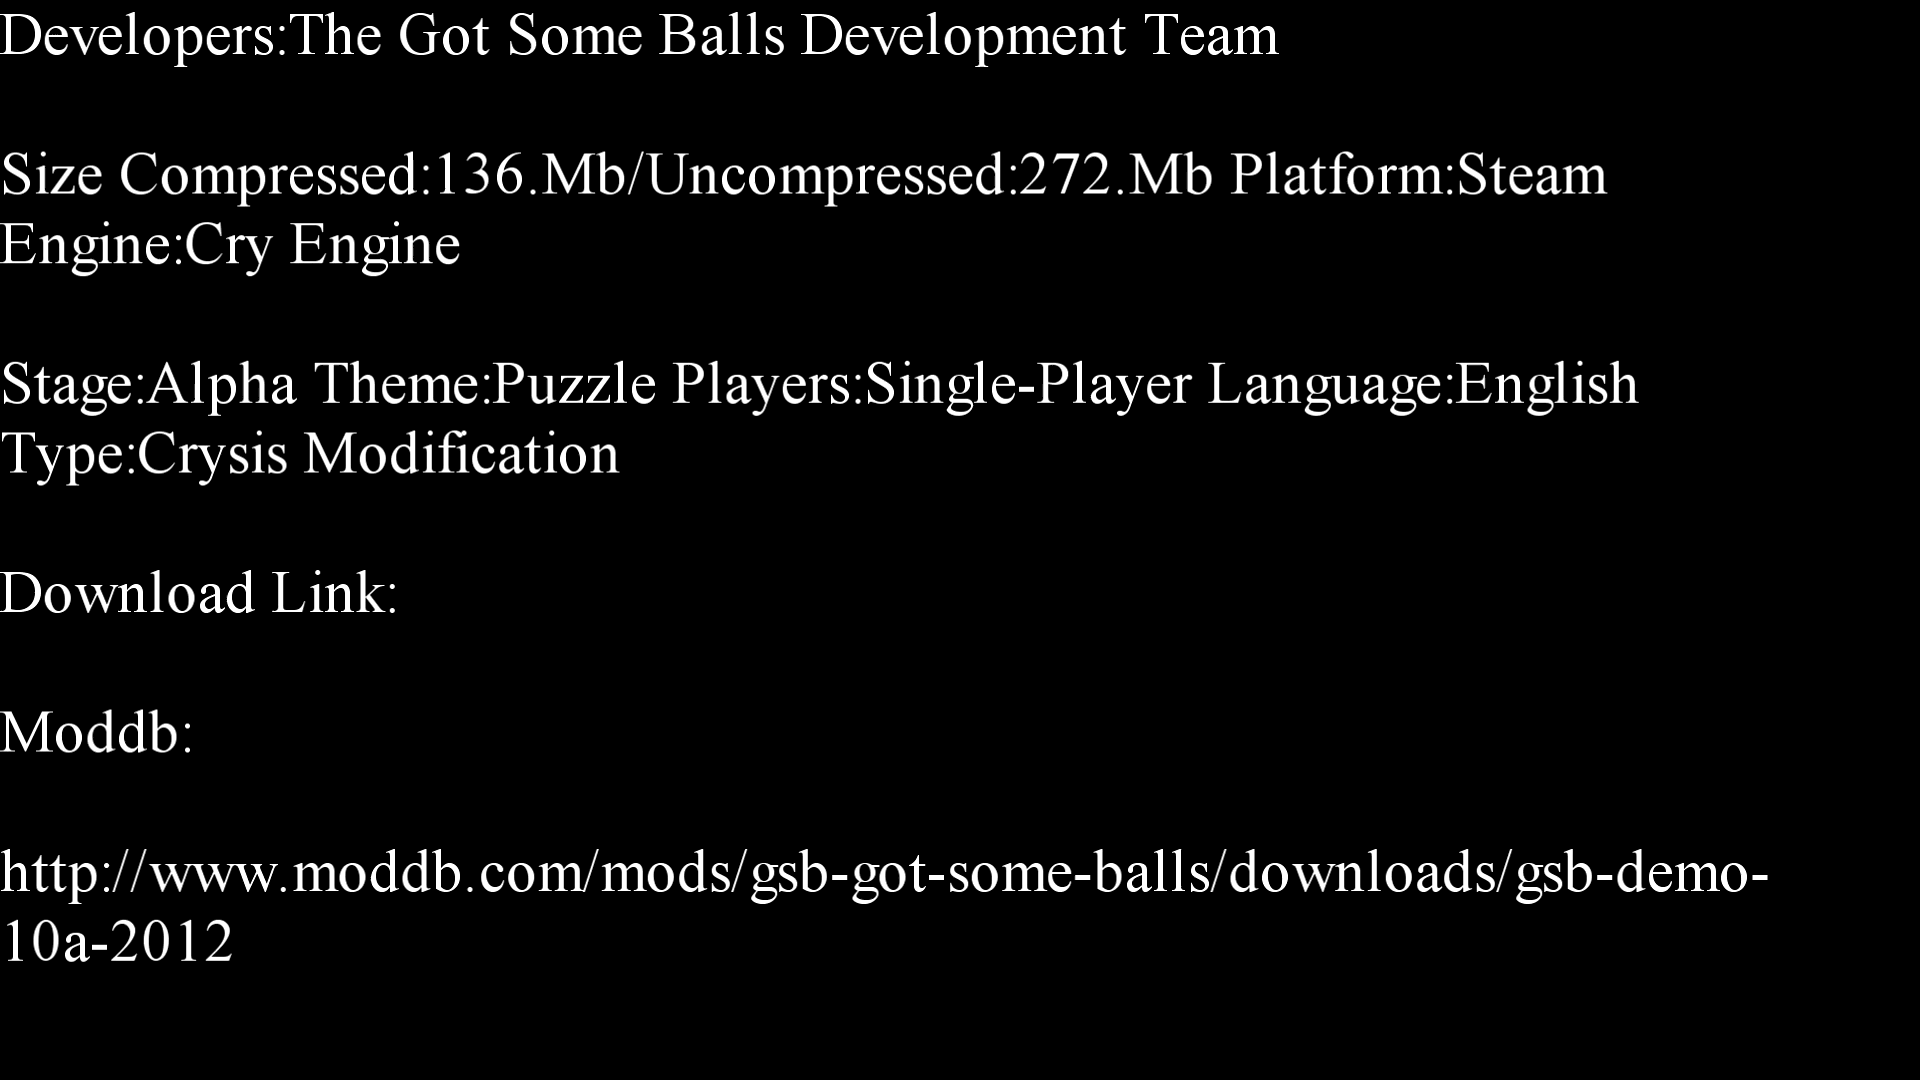 Developers:The Got Some Balls Development Team
Size Compressed:136.Mb/Uncompressed:272.Mb Platform:Steam
Engine:Cry Engine
Stage:Alpha Theme:Puzzle Players:Single-Player Language:English
Type:Crysis Modification
Download Link:
Moddb:
http://www.moddb.com/mods/gsb-got-some-balls/downloads/gsb-demo-
10a-2012